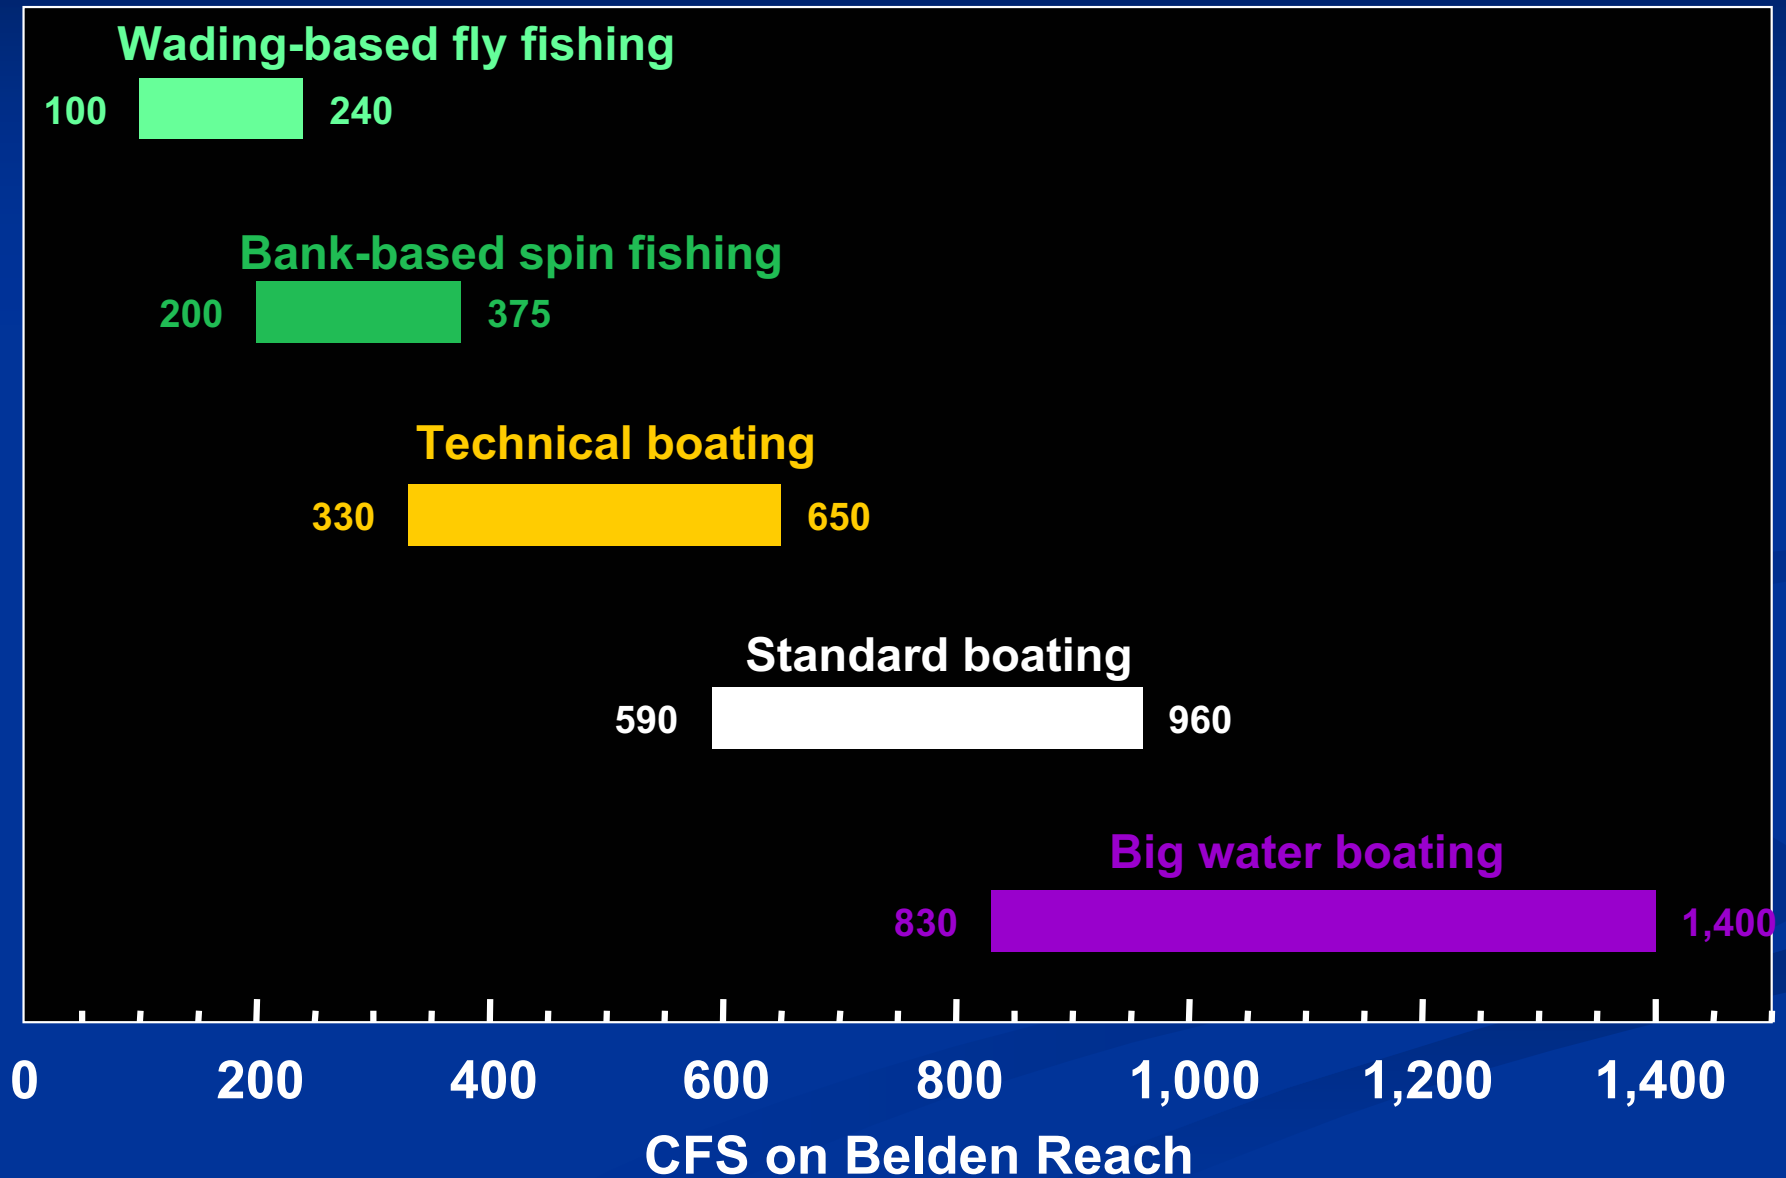 Wading-based fly fishing
100 240
Bank-based spin fishing
200 375
Technical boating
330 650
Standard boating
590 960
Big water boating
830 1,400
0 200 400 600 800 1,000 1,200 1,400
CFS on Belden Reach